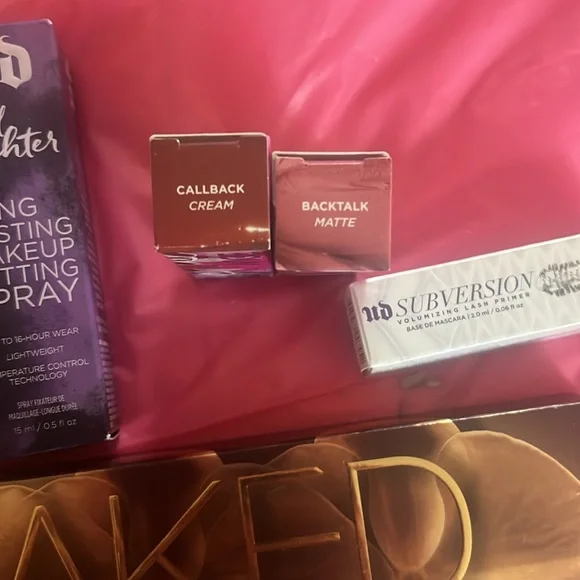 ud
NG
STING
AKEUP
TTING
PRAY
TO 16-HOUR WEAR
LIGHTWEIGHT
MPERATURE CONTROL
TECHNOLOGY
SPRAY FIXATEUR DE
MAQUILLAGE-LONGUE DURÉE
15 ml / 0.5 fl oz
CALLBACK
CREAM
BACKTALK
MATTE
ud SUBVERSION
VOLUMIZING LASH PRIMER
BASE DE MASCARA | 2.0 ml / 0.06 fl oz
AKED